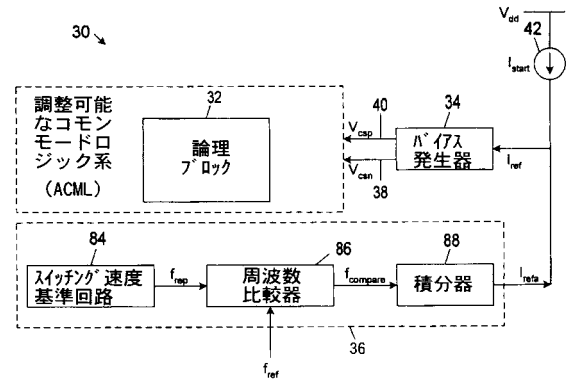 30
V_dd
42
I_start
調整可能
なコモン
モードロ
ジック系
(ACML)
32
論理
ブロック
40
V_csp
V_csn
38
34
バイアス
発生器
I_ref
84
スイッチング速度
基準回路
f_rep
86
周波数
比較器
f_compare
88
積分器
I_refa
36
f_ref